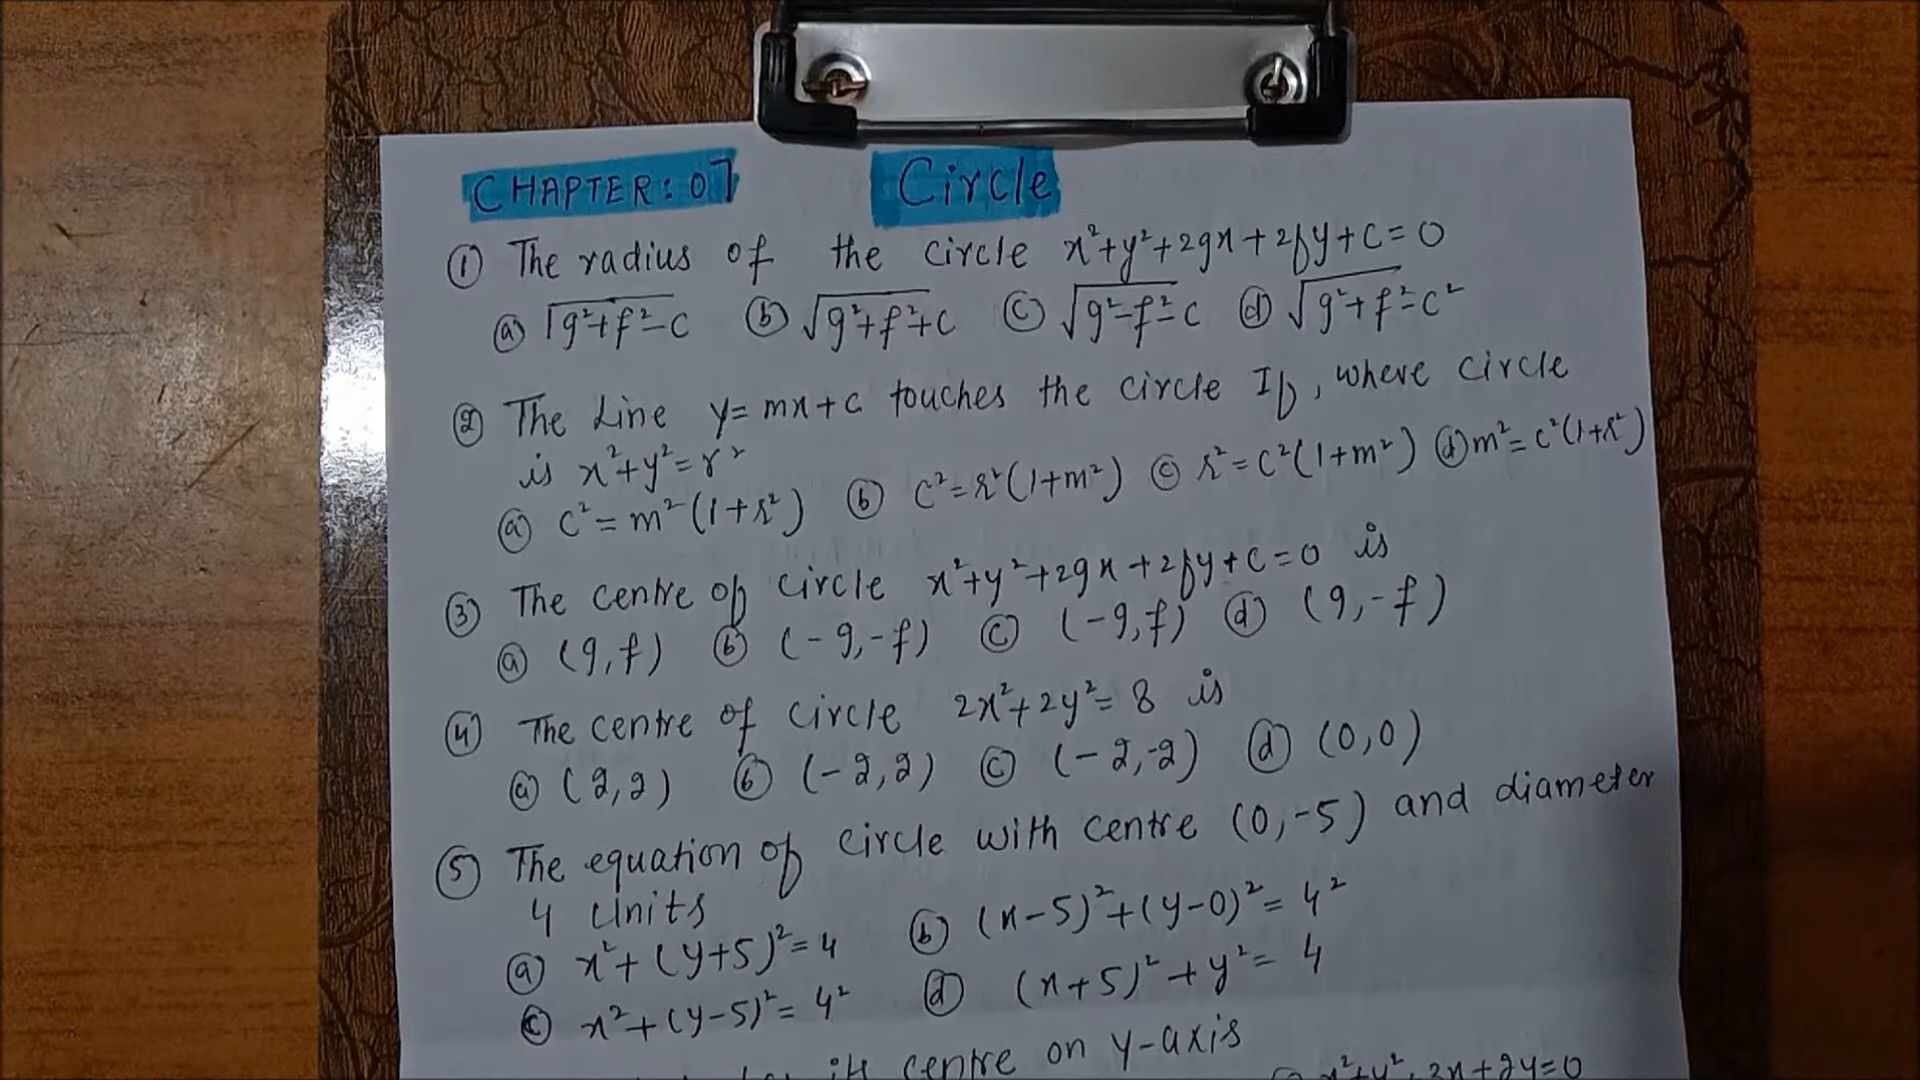 CHAPTER: 07 Circle
① The radius of the circle x²+y²+2gx+2fy+c=0
ⓐ √g²+f²-c ⓑ √g²+f²+c ⓒ √g²-f²-c ⓓ √g²+f²-c²
② The Line y=mx+c touches the circle If, where circle
is x²+y²=r²
ⓐ c²=m²(1+r²) ⓑ c²=r²(1+m²) ⓒ r²=c²(1+m²) ⓓ m²=c²(1+r²)
③ The centre of circle x²+y²+2gx+2fy+c=0 is
ⓐ (g,f) ⓑ (-g,-f) ⓒ (-g,f) ⓓ (g,-f)
④ The centre of circle 2x²+2y²=8 is
ⓐ (2,2) ⓑ (-2,2) ⓒ (-2,-2) ⓓ (0,0)
⑤ The equation of circle with centre (0,-5) and diameter
4 Units
ⓐ x²+(y+5)²=4 ⓑ (x-5)²+(y-0)²=4²
ⓒ x²+(y-5)²=4² ⓓ (x+5)²+y²=4
its centre on y-axis
x²+y²-2x+2y=0